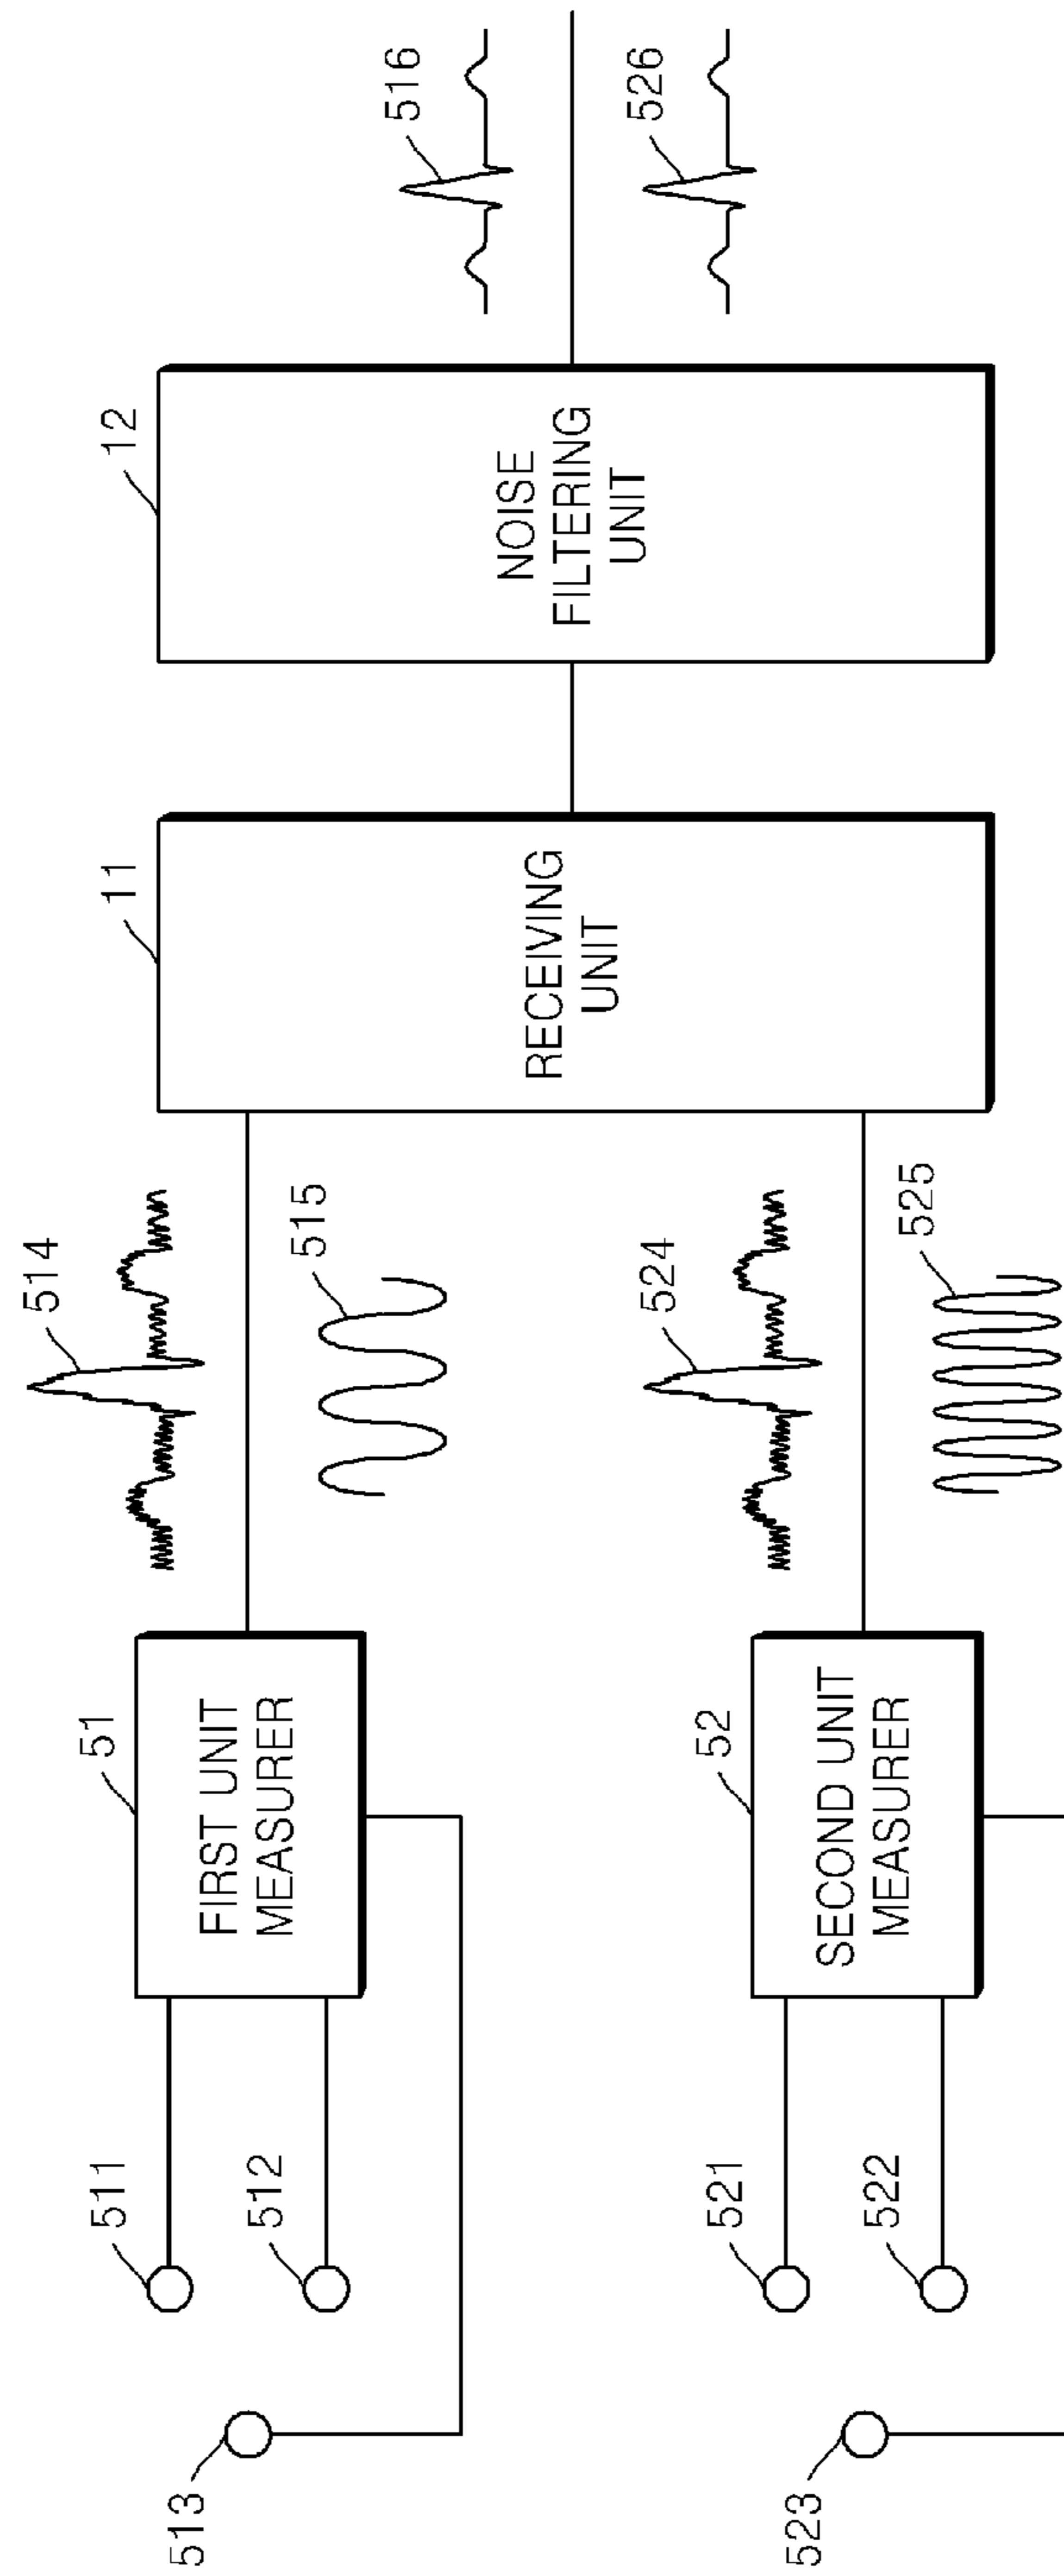 513
511
512
51
FIRST UNIT
MEASURER
514
515
523
521
522
52
SECOND UNIT
MEASURER
524
525
11
RECEIVING
UNIT
12
NOISE
FILTERING
UNIT
516
526